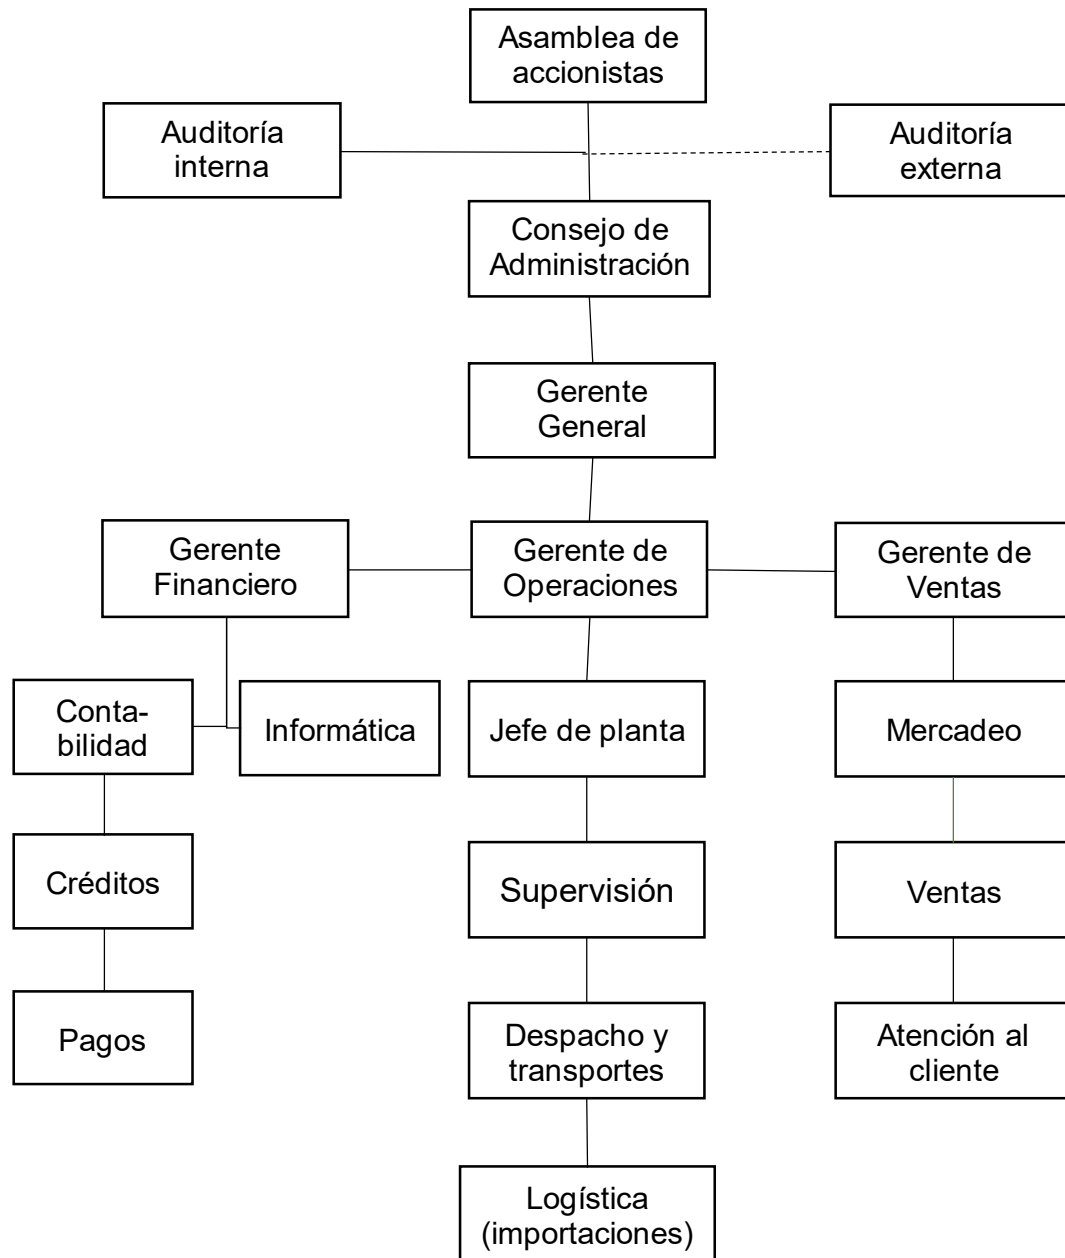 Asamblea de
accionistas
Auditoría
interna
Auditoría
externa
Consejo de
Administración
Gerente
General
Gerente
Financiero
Gerente de
Operaciones
Gerente de
Ventas
Conta-
bilidad
Informática
Jefe de planta
Mercadeo
Créditos
Supervisión
Ventas
Pagos
Despacho y
transportes
Atención al
cliente
Logística
(importaciones)